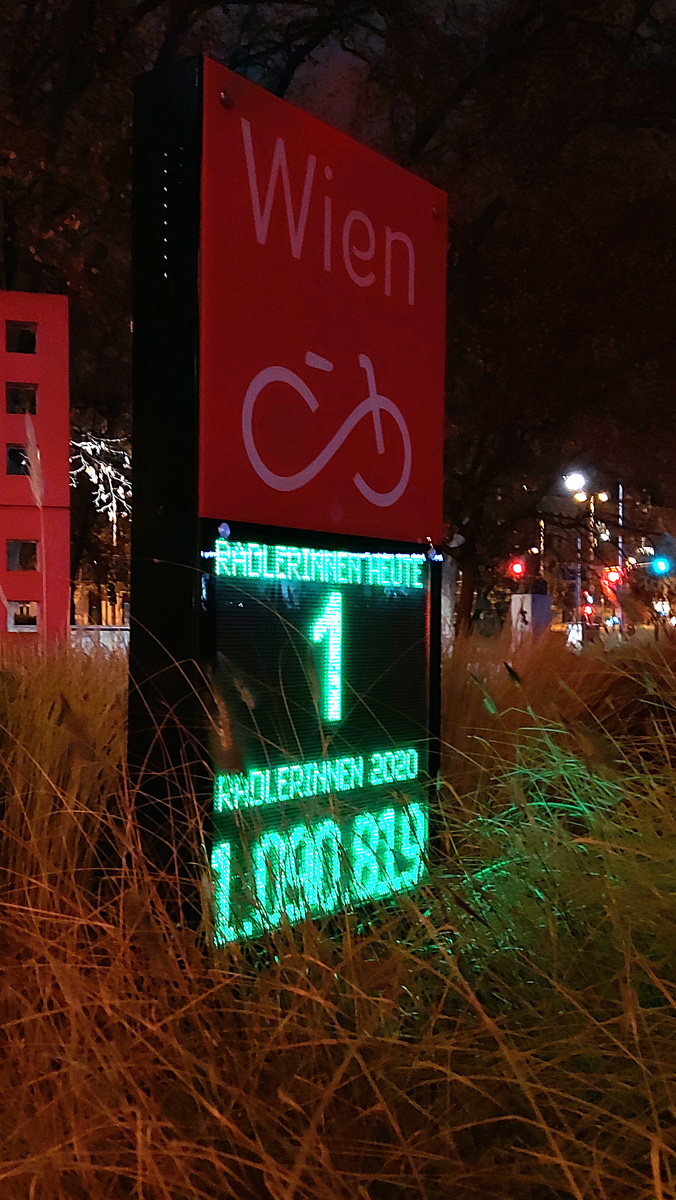 Wien
RADLERINNEN HEUTE
1
RADLERINNEN 2020
1.090.819